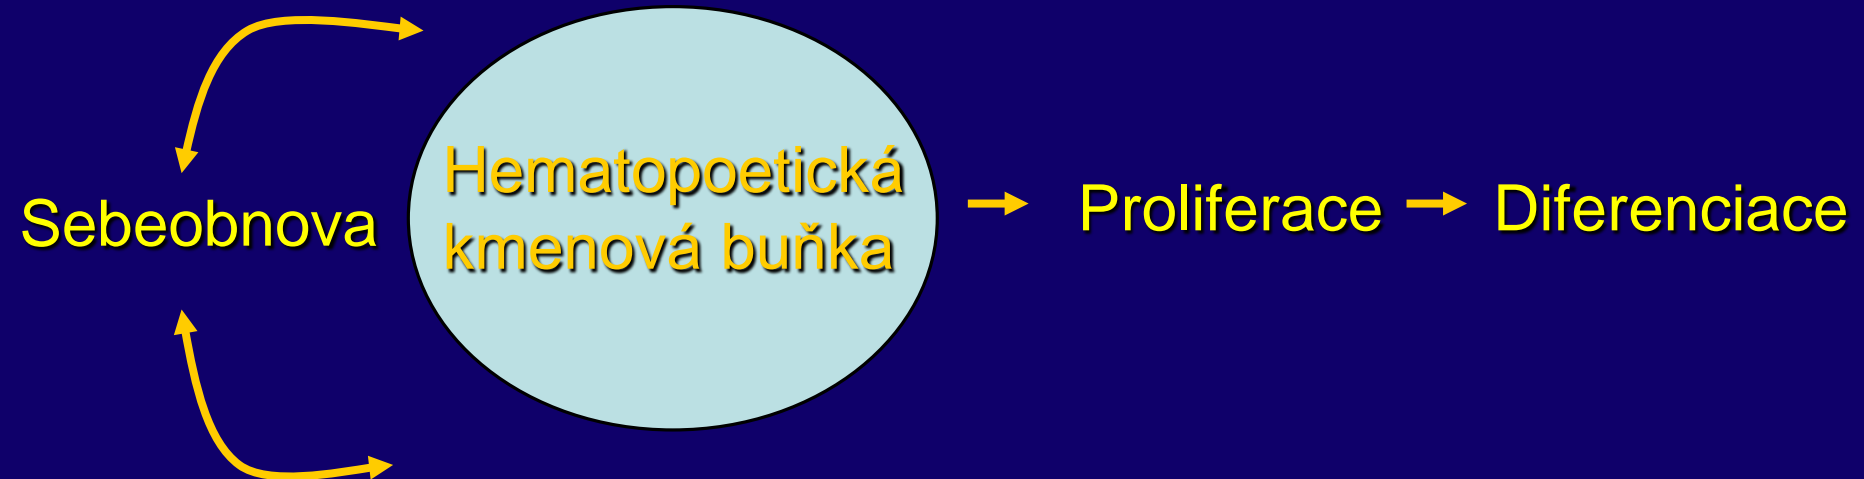 Sebeobnova
Hematopoetická
kmenová buňka
Proliferace
Diferenciace